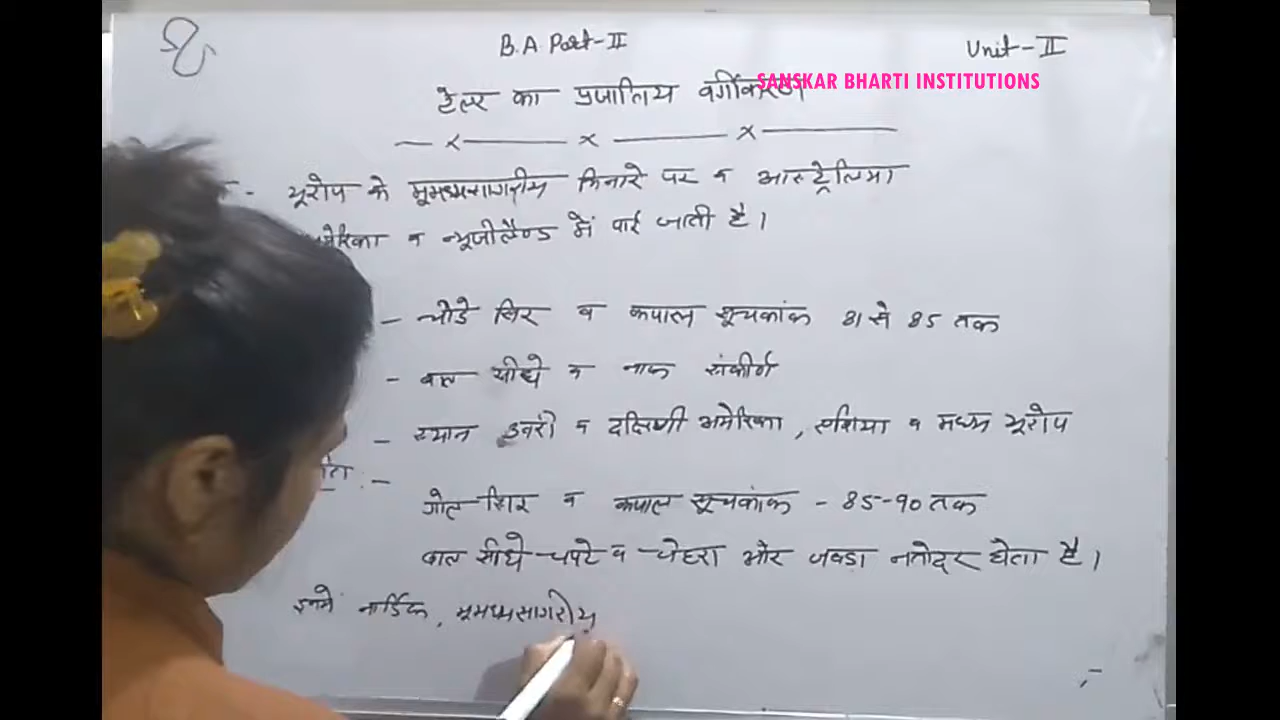 B.A. Part-II
Unit-II
SANSKAR BHARTI INSTITUTIONS
टेलर का प्रजातिय वर्गीकरण
- यूरोप के भूमध्यसागरीय किनारे पर व आस्ट्रेलिया
अमेरिका व न्यूजीलैण्ड में पाई जाती है।
- चौडे सिर व कपाल सूचकांक 81 से 85 तक
- बाल सीधे व नाक संकीर्ण
- स्थान उत्तरी व दक्षिणी अमेरिका, एशिया व मध्य यूरोप
गोल सिर व कपाल सूचकांक - 85-90 तक
बाल सीधे चपटे व चेहरा और जबडा नतोदर होता है।
इनमें नार्डिक, भूमध्यसागरीय